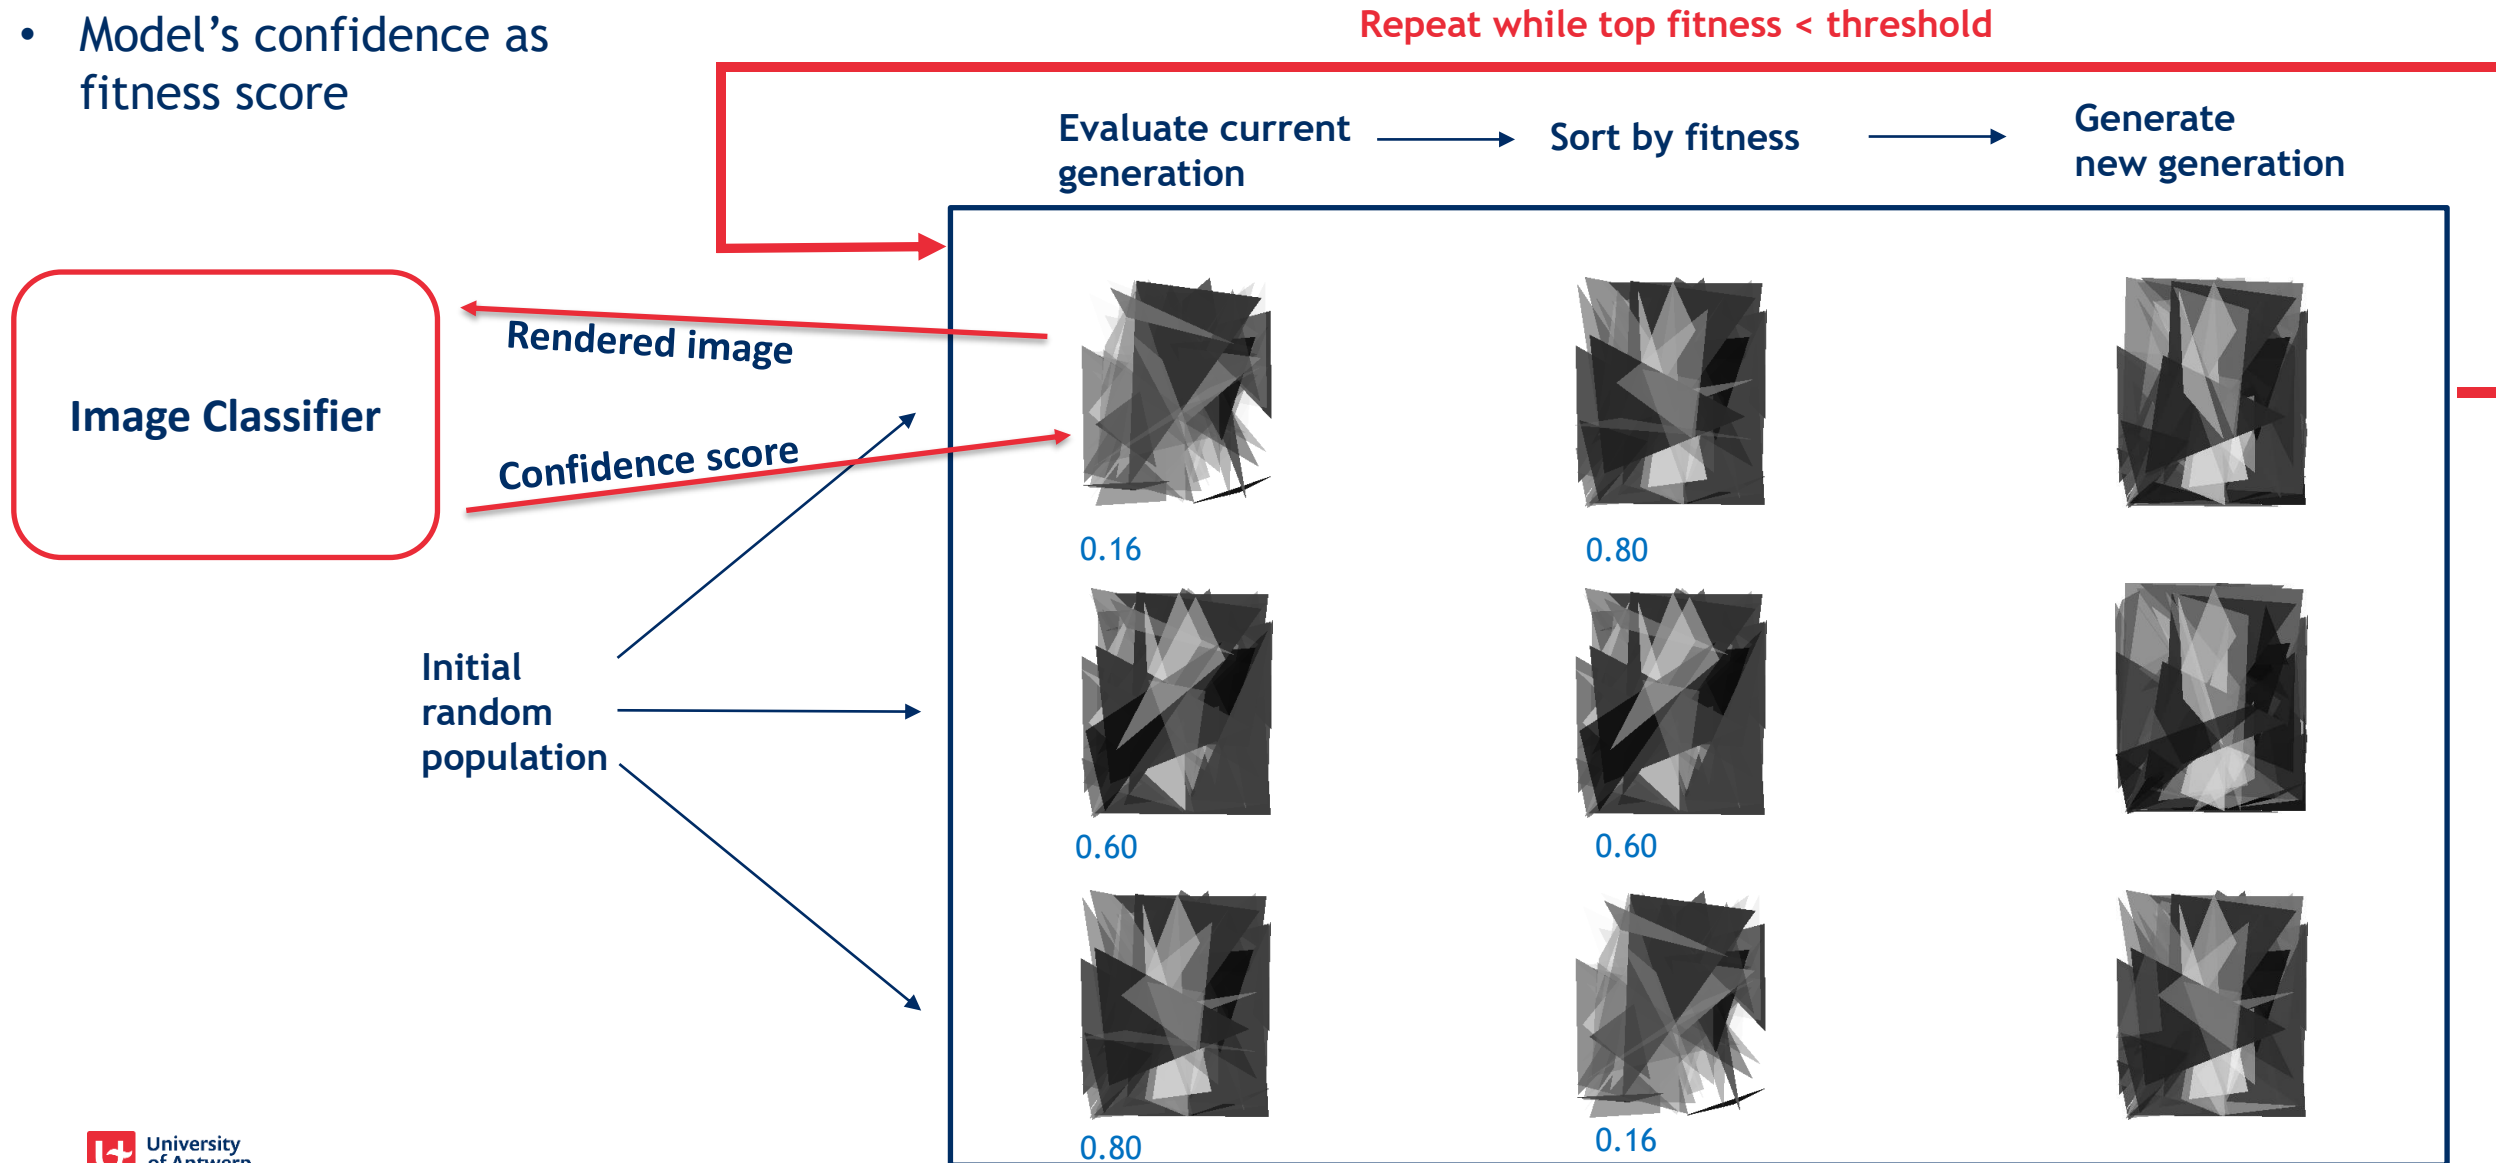 • Model’s confidence as
fitness score
Repeat while top fitness < threshold
Evaluate current
generation
Sort by fitness
Generate
new generation
Rendered image
Image Classifier
Confidence score
0.16
0.80
Initial
random
population
0.60
0.60
0.80
0.16
University
of Antwerp